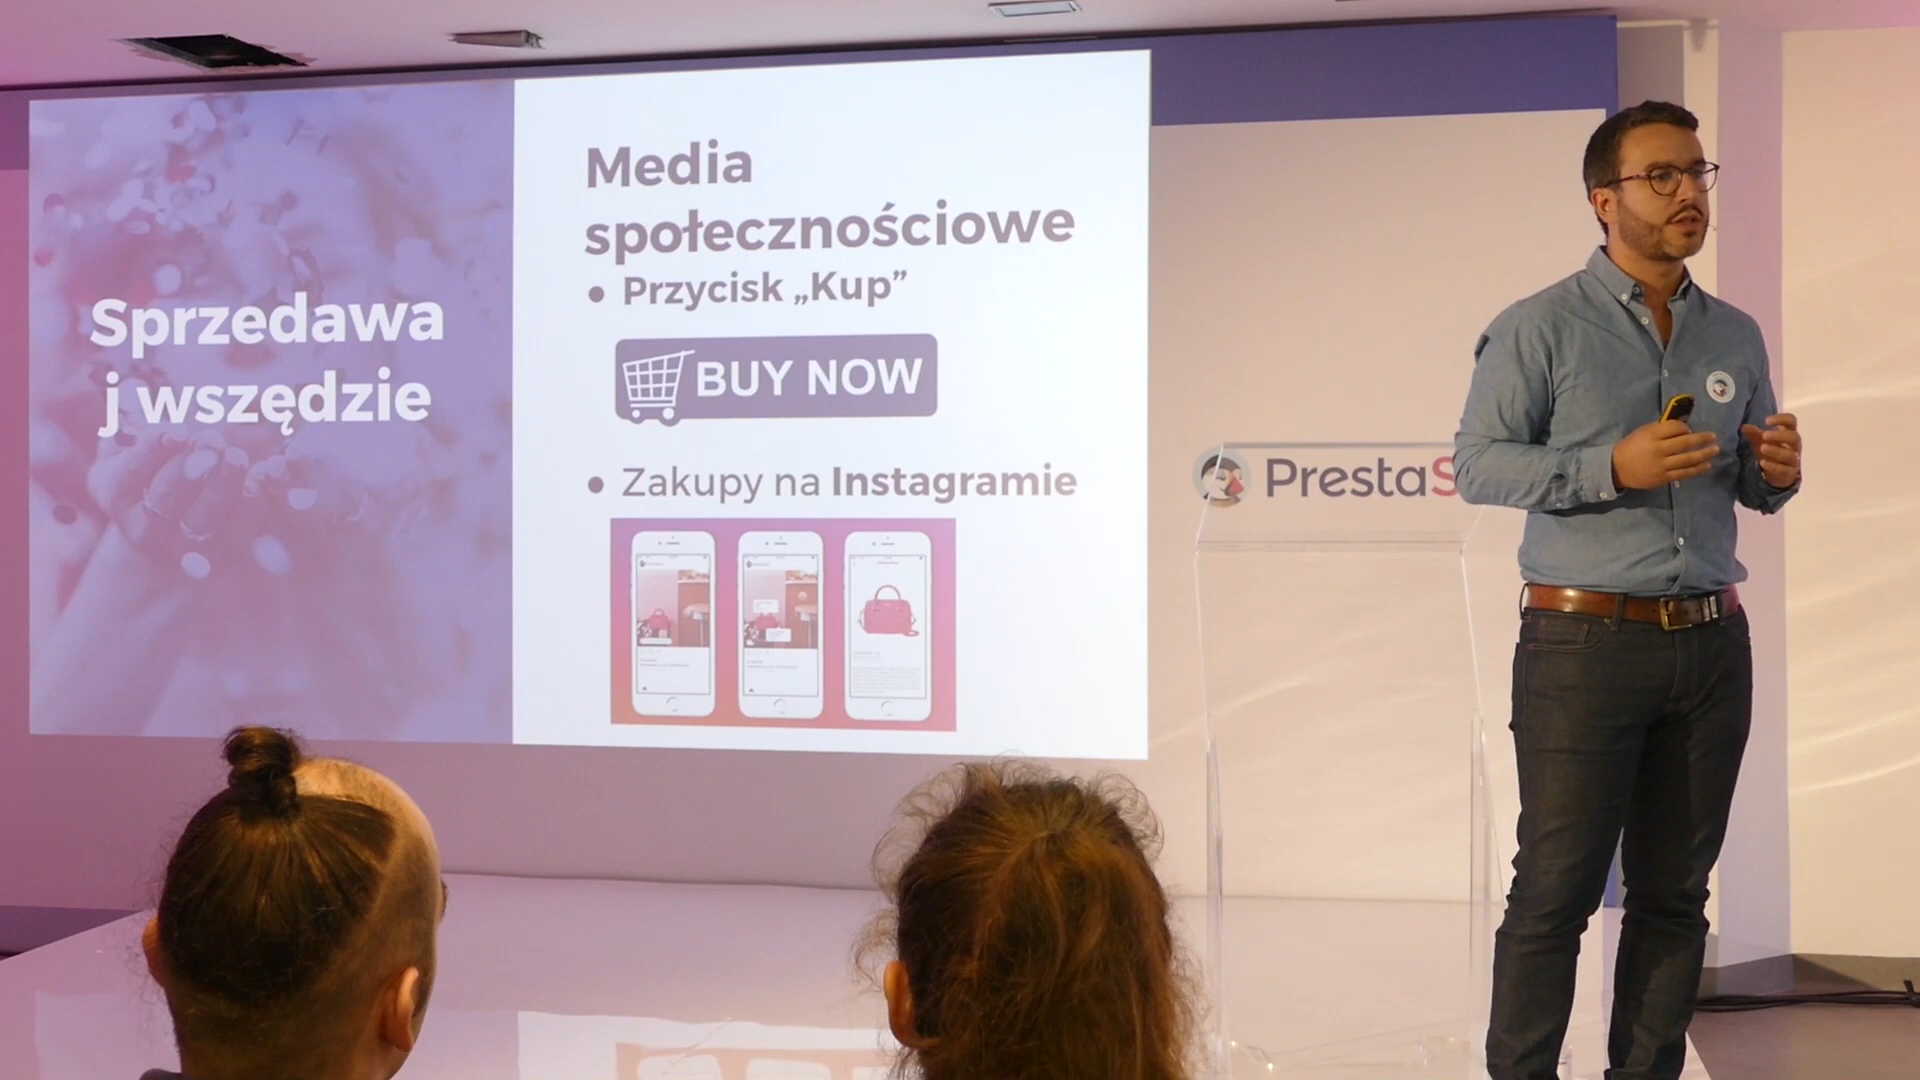 Sprzedawa
j wszędzie
Media
społecznościowe
• Przycisk „Kup”
BUY NOW
• Zakupy na Instagramie
PrestaS